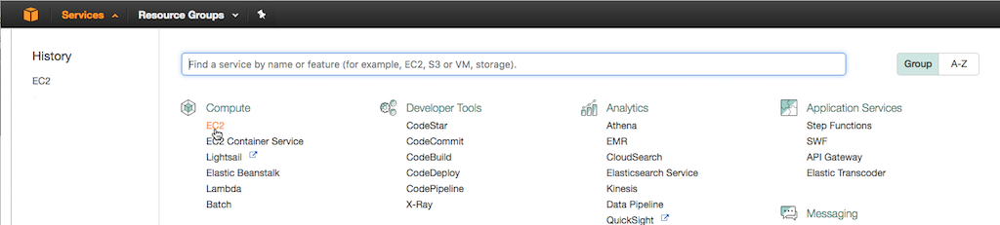 Services Resource Groups
History
EC2
Find a service by name or feature (for example, EC2, S3 or VM, storage).
Group A-Z
Compute
EC2
EC2 Container Service
Lightsail
Elastic Beanstalk
Lambda
Batch
Developer Tools
CodeStar
CodeCommit
CodeBuild
CodeDeploy
CodePipeline
X-Ray
Analytics
Athena
EMR
CloudSearch
Elasticsearch Service
Kinesis
Data Pipeline
QuickSight
Application Services
Step Functions
SWF
API Gateway
Elastic Transcoder
Messaging